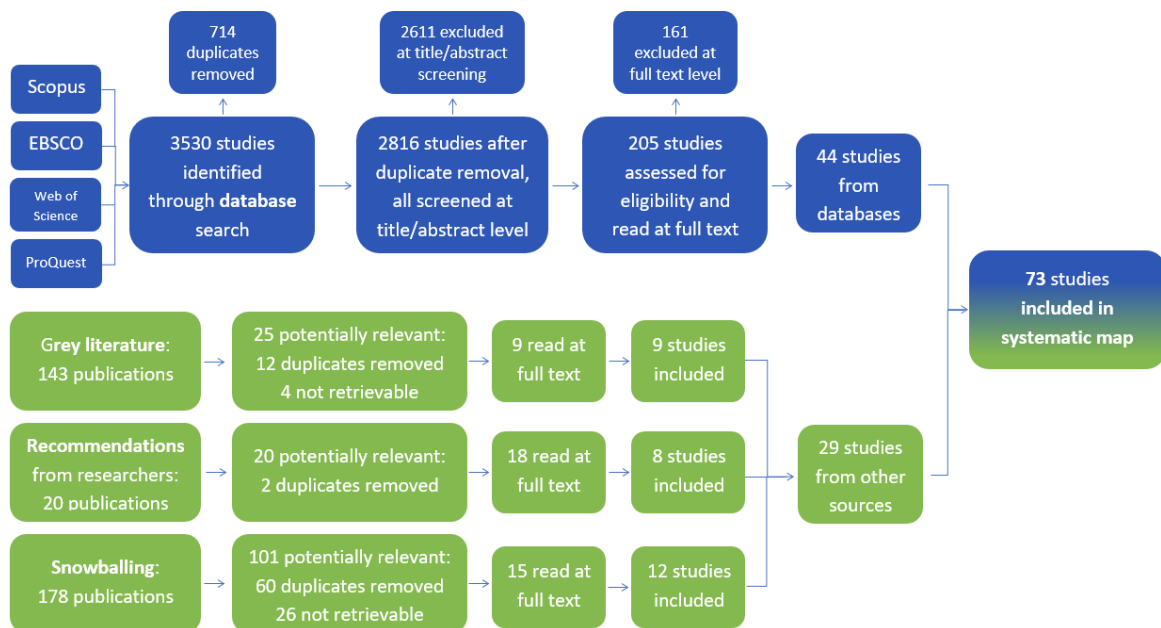 714
duplicates
removed
2611 excluded
at title/abstract
screening
161
excluded at
full text level
Scopus
EBSCO
Web of
Science
ProQuest
3530 studies
identified
through database
search
2816 studies after
duplicate removal,
all screened at
title/abstract level
205 studies
assessed for
eligibility and
read at full text
44 studies
from
databases
73 studies
included in
systematic map
Grey literature:
143 publications
25 potentially relevant:
12 duplicates removed
4 not retrievable
9 read at
full text
9 studies
included
Recommendations
from researchers:
20 publications
20 potentially relevant:
2 duplicates removed
18 read at
full text
8 studies
included
29 studies
from other
sources
Snowballing:
178 publications
101 potentially relevant:
60 duplicates removed
26 not retrievable
15 read at
full text
12 studies
included